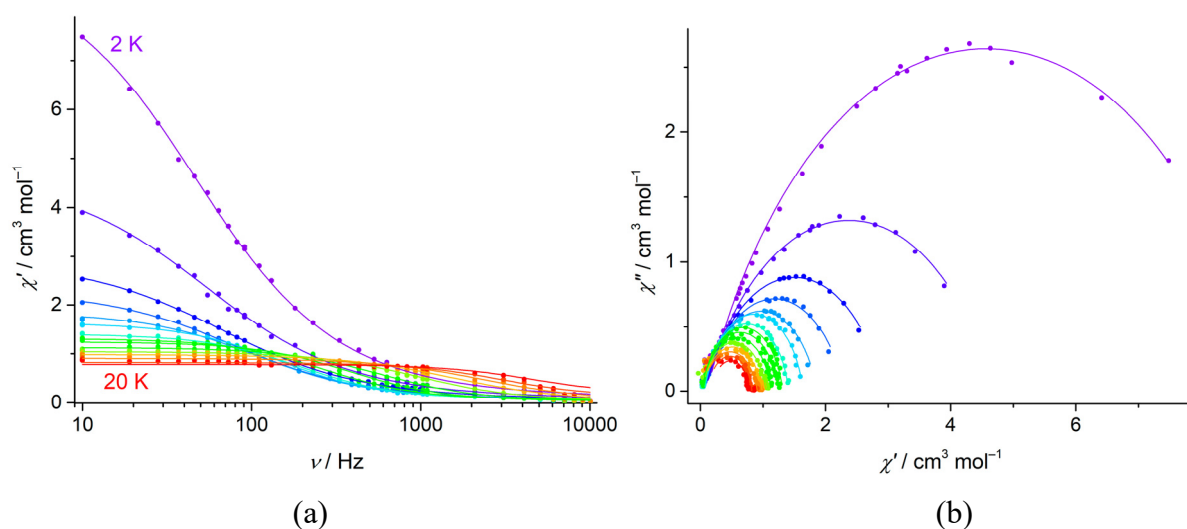 2 K
20 K
χ′ / cm³ mol⁻¹
0
2
4
6
10
100
1000
10000
ν / Hz
(a)
χ″ / cm³ mol⁻¹
0
1
2
0
2
4
6
χ′ / cm³ mol⁻¹
(b)